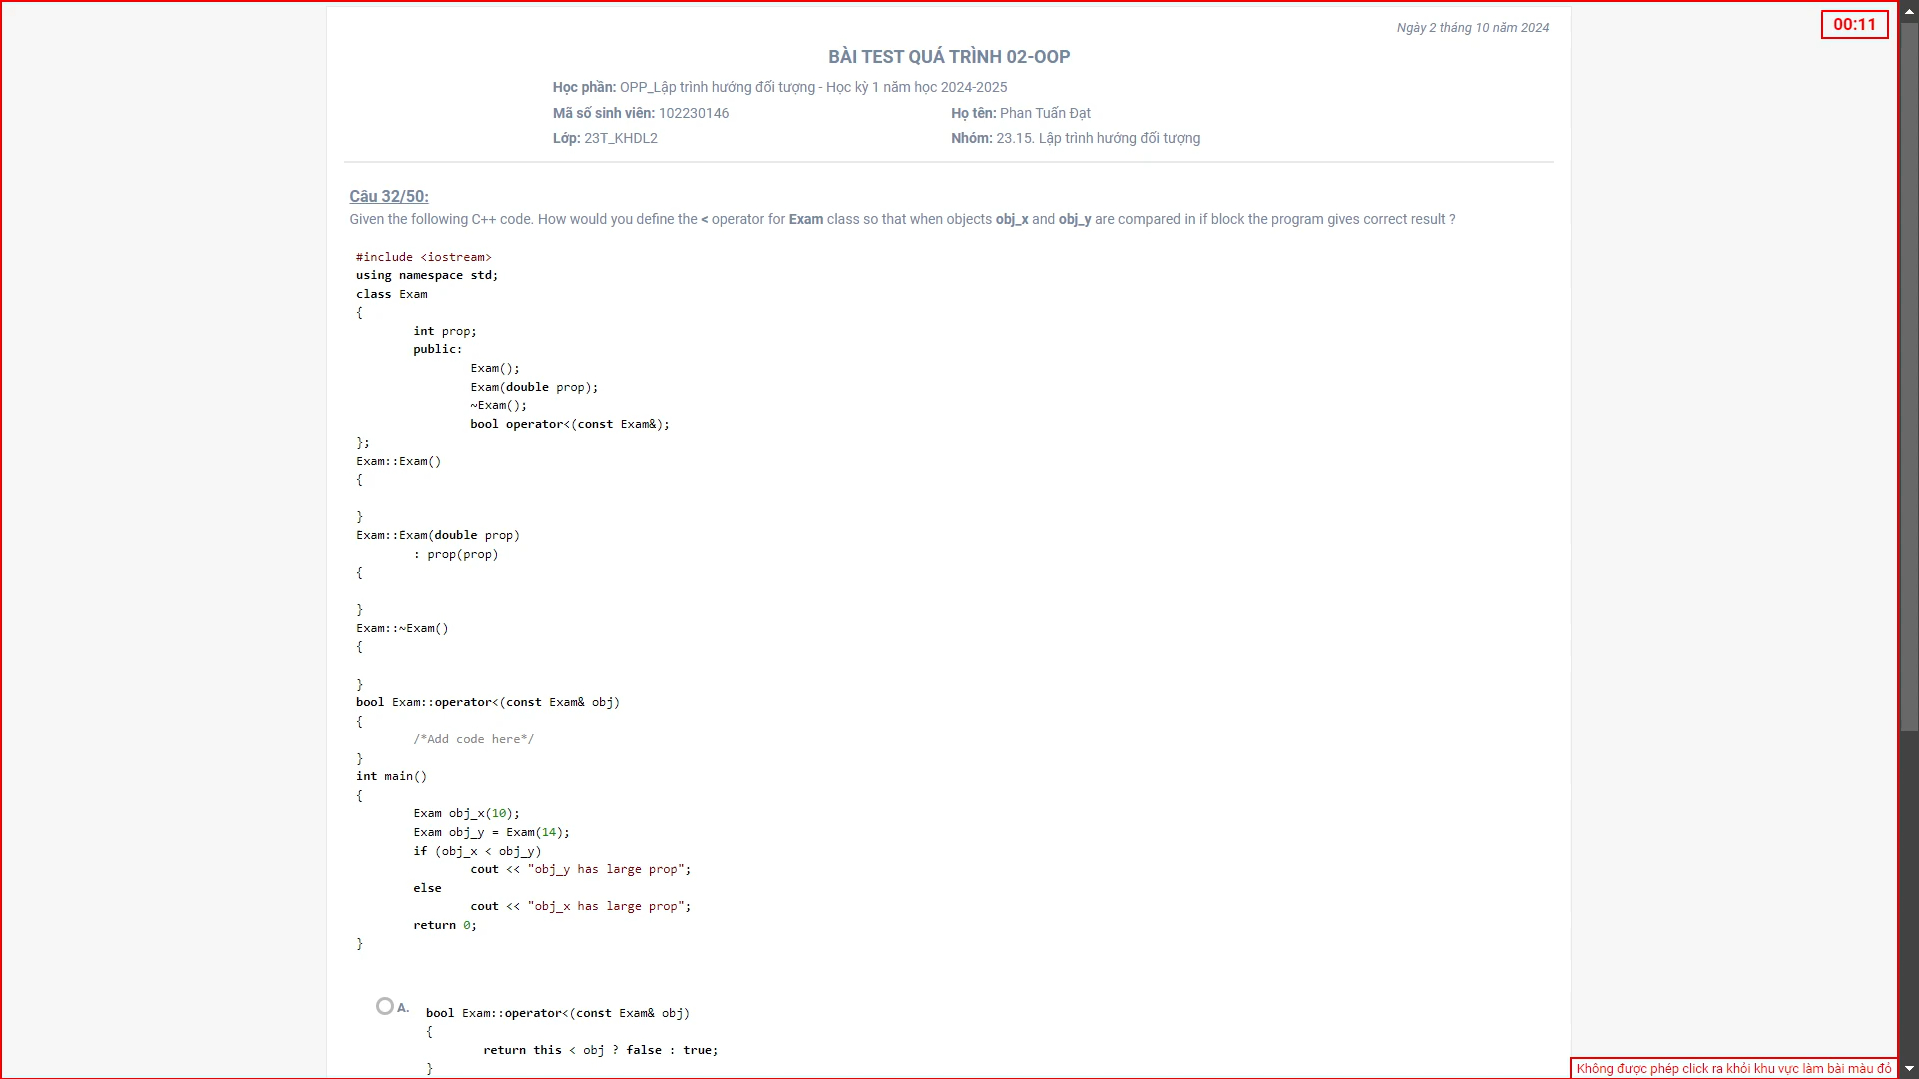 Ngày 2 tháng 10 năm 2024
00:11
BÀI TEST QUÁ TRÌNH 02-OOP
Học phần: OPP_Lập trình hướng đối tượng - Học kỳ 1 năm học 2024-2025
Mã số sinh viên: 102230146
Họ tên: Phan Tuấn Đạt
Lớp: 23T_KHDL2
Nhóm: 23.15. Lập trình hướng đối tượng
Câu 32/50:
Given the following C++ code. How would you define the < operator for Exam class so that when objects obj_x and obj_y are compared in if block the program gives correct result ?
#include <iostream>
using namespace std;
class Exam
{
int prop;
public:
Exam();
Exam(double prop);
~Exam();
bool operator<(const Exam&);
};
Exam::Exam()
{
}
Exam::Exam(double prop)
: prop(prop)
{
}
Exam::~Exam()
{
}
bool Exam::operator<(const Exam& obj)
{
/*Add code here*/
}
int main()
{
Exam obj_x(10);
Exam obj_y = Exam(14);
if (obj_x < obj_y)
cout << "obj_y has large prop";
else
cout << "obj_x has large prop";
return 0;
}
A.
bool Exam::operator<(const Exam& obj)
{
return this < obj ? false : true;
}
Không được phép click ra khỏi khu vực làm bài màu đỏ